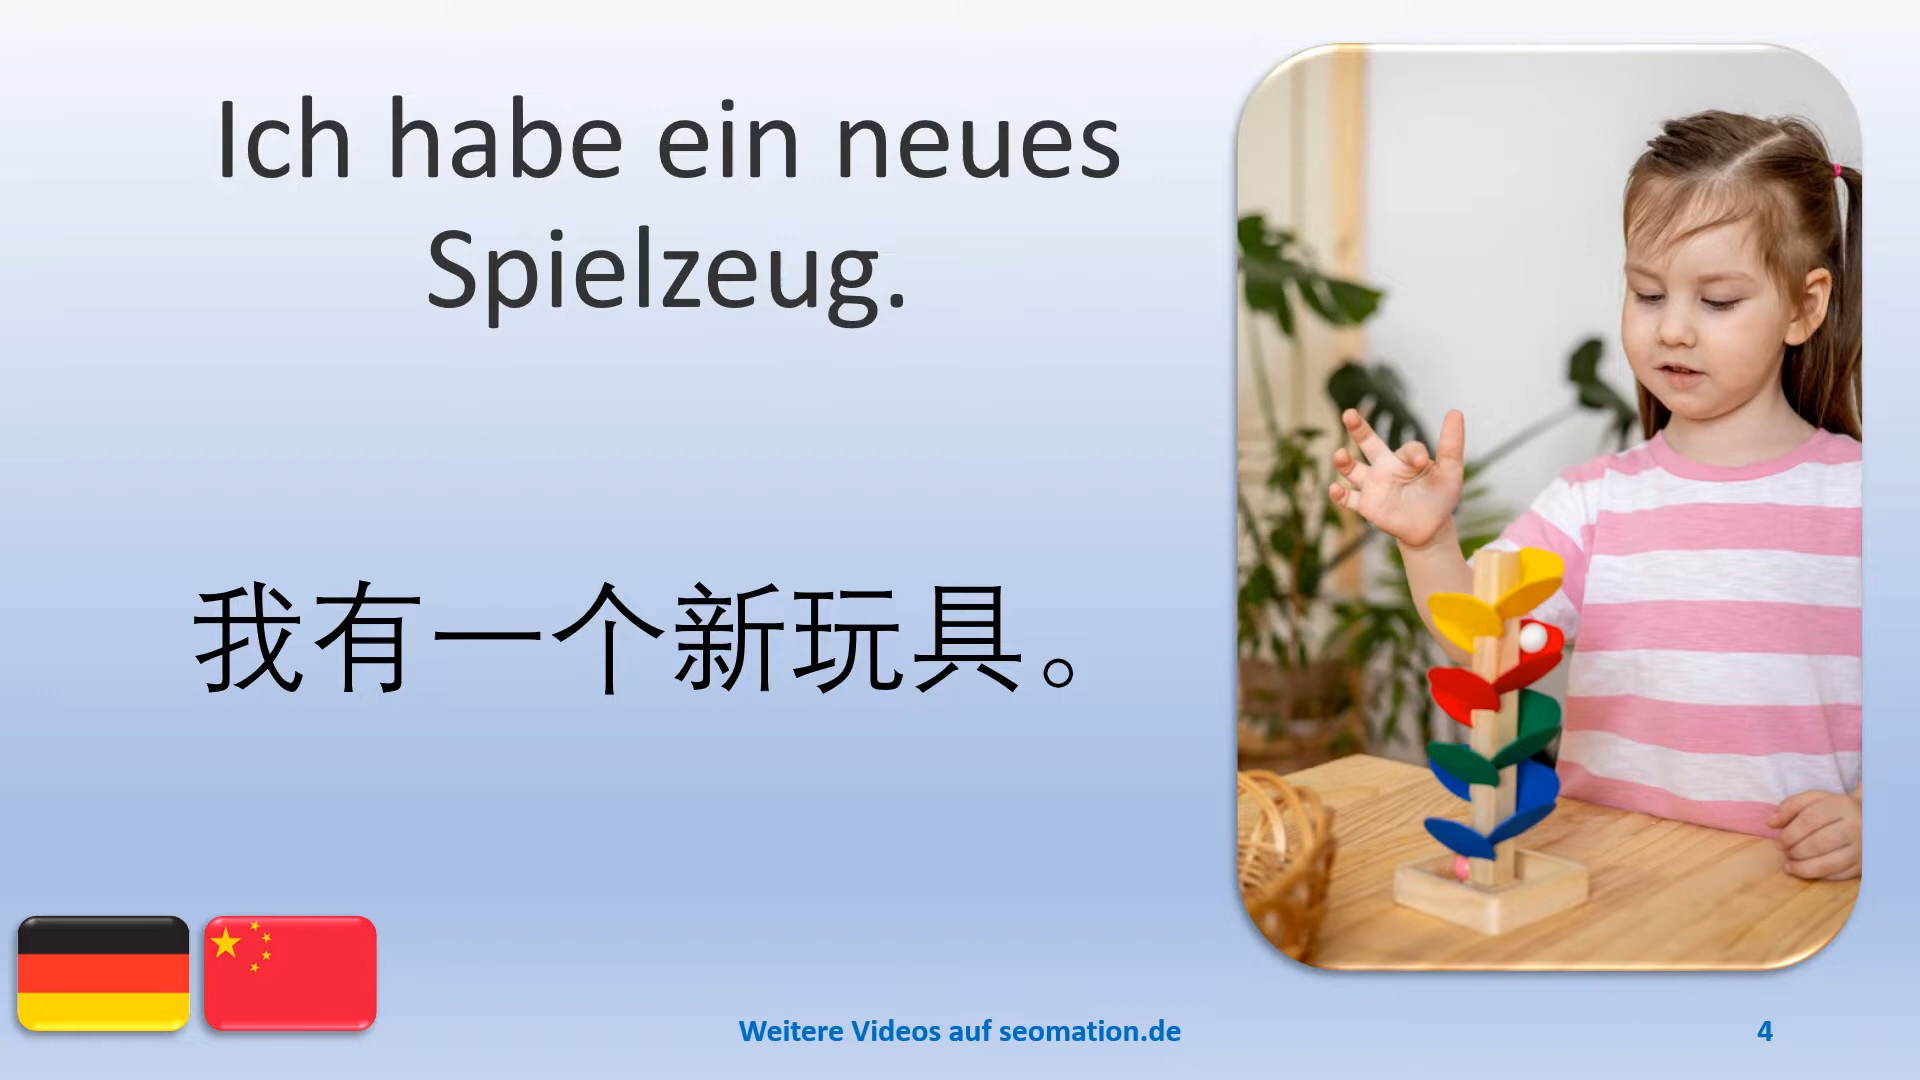 Ich habe ein neues
Spielzeug.
我有一个新玩具。
Weitere Videos auf seomation.de
4